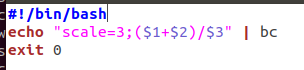 #!/bin/bash
echo "scale=3;($1+$2)/$3" | bc
exit 0